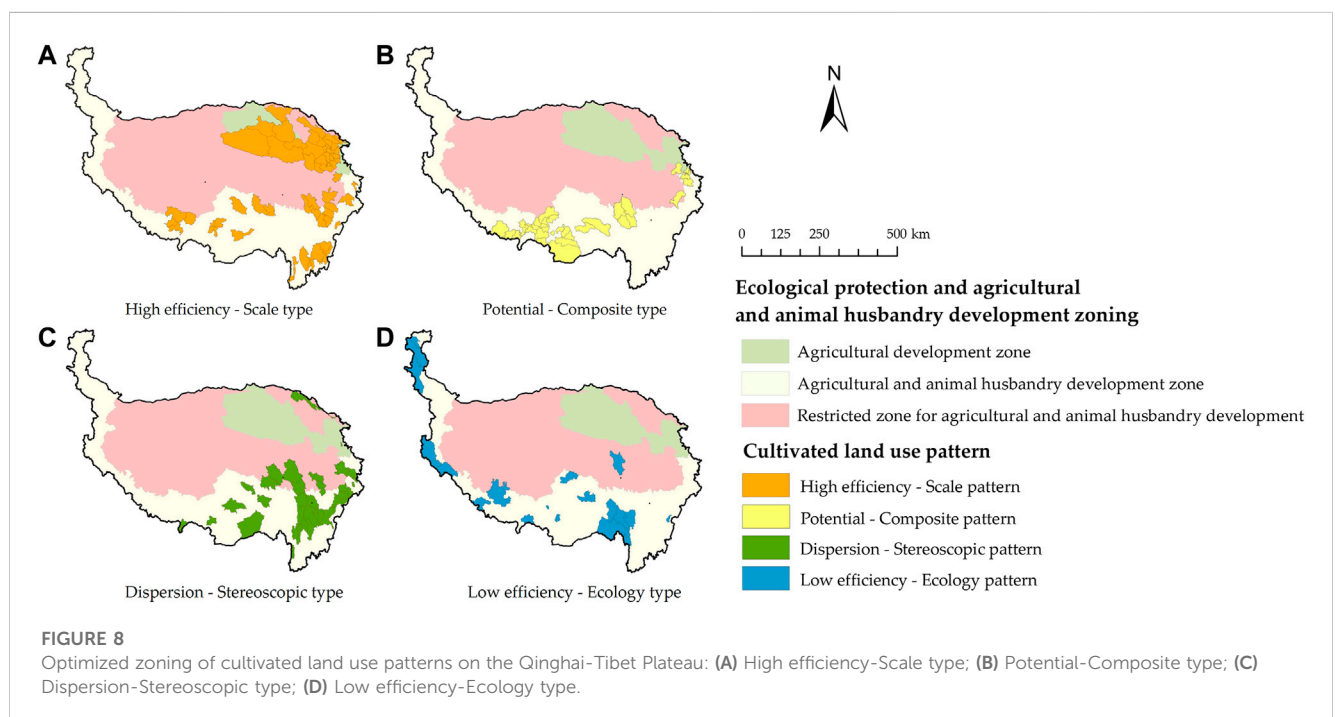 A
High efficiency - Scale type
B
Potential - Composite type
N
0 125 250 500 km
Ecological protection and agricultural
and animal husbandry development zoning
Agricultural development zone
Agricultural and animal husbandry development zone
Restricted zone for agricultural and animal husbandry development
Cultivated land use pattern
High efficiency - Scale pattern
Potential - Composite pattern
Dispersion - Stereoscopic pattern
Low efficiency - Ecology pattern
C
Dispersion - Stereoscopic type
D
Low efficiency - Ecology type
FIGURE 8
Optimized zoning of cultivated land use patterns on the Qinghai-Tibet Plateau: (A) High efficiency-Scale type; (B) Potential-Composite type; (C)
Dispersion-Stereoscopic type; (D) Low efficiency-Ecology type.